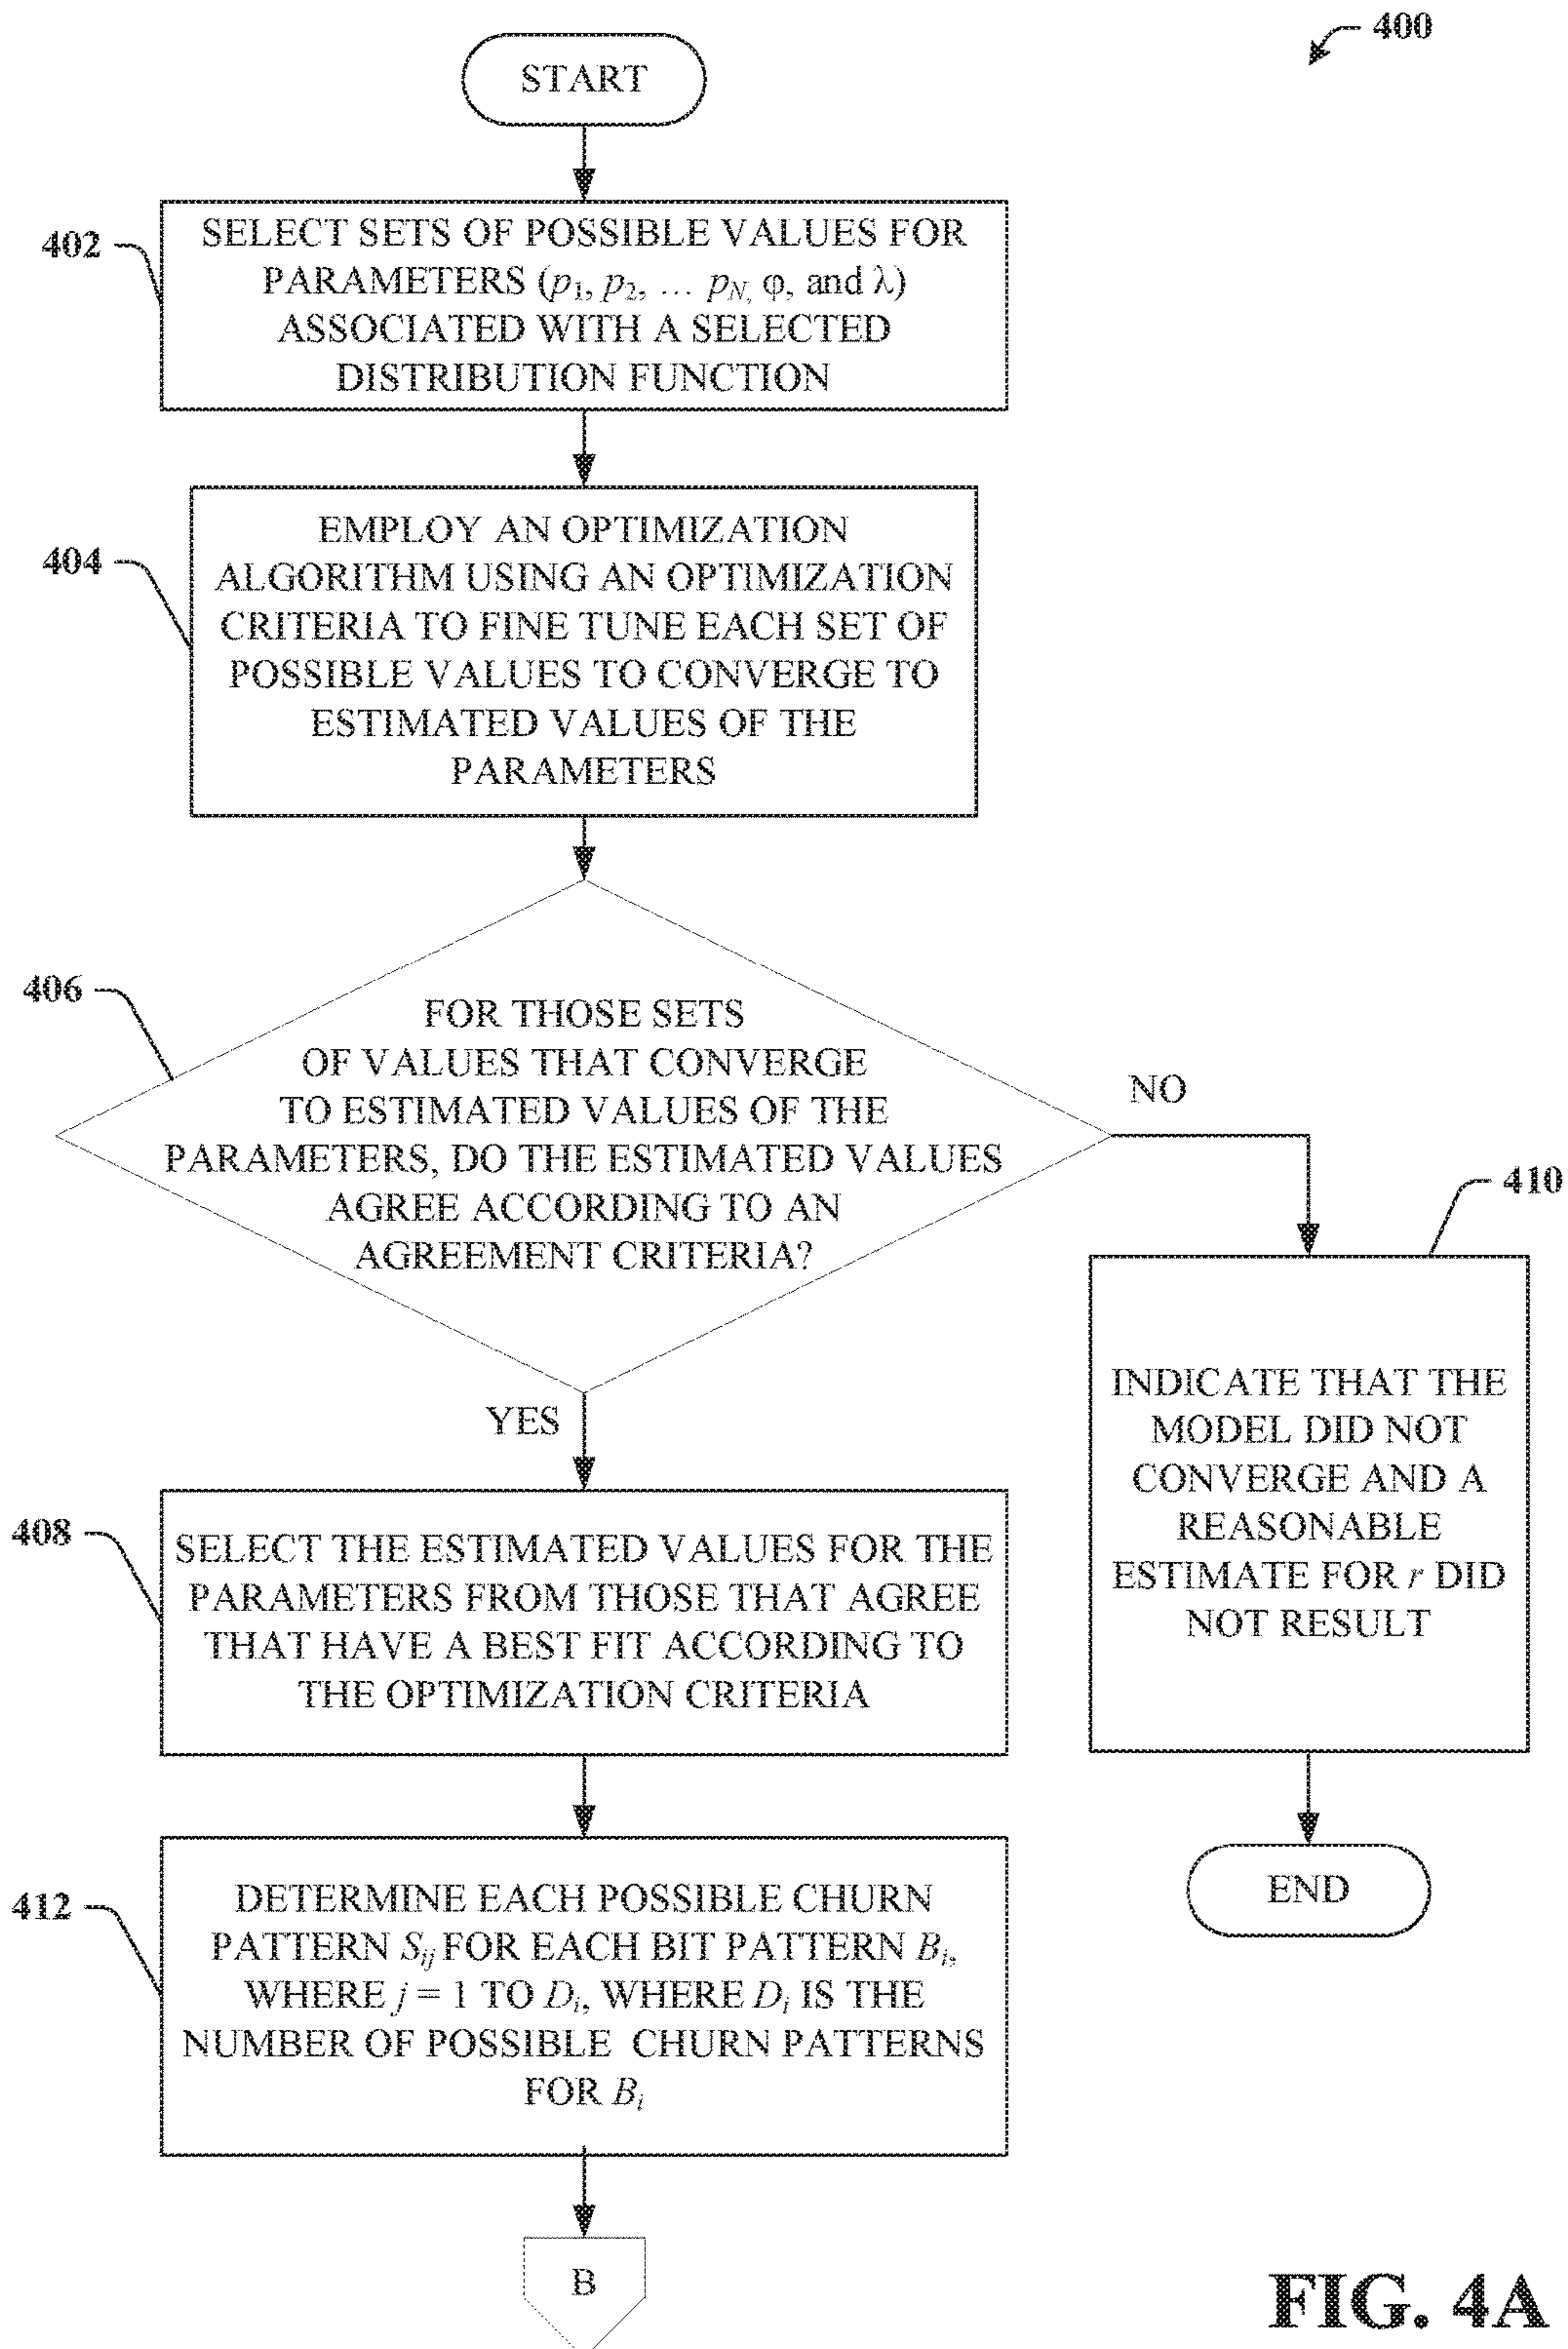 400
START
402
SELECT SETS OF POSSIBLE VALUES FOR
PARAMETERS (p1, p2, ... pN, φ, and λ)
ASSOCIATED WITH A SELECTED
DISTRIBUTION FUNCTION
404
EMPLOY AN OPTIMIZATION
ALGORITHM USING AN OPTIMIZATION
CRITERIA TO FINE TUNE EACH SET OF
POSSIBLE VALUES TO CONVERGE TO
ESTIMATED VALUES OF THE
PARAMETERS
406
FOR THOSE SETS
OF VALUES THAT CONVERGE
TO ESTIMATED VALUES OF THE
PARAMETERS, DO THE ESTIMATED VALUES
AGREE ACCORDING TO AN
AGREEMENT CRITERIA?
NO
410
INDICATE THAT THE
MODEL DID NOT
CONVERGE AND A
REASONABLE
ESTIMATE FOR r DID
NOT RESULT
END
YES
408
SELECT THE ESTIMATED VALUES FOR THE
PARAMETERS FROM THOSE THAT AGREE
THAT HAVE A BEST FIT ACCORDING TO
THE OPTIMIZATION CRITERIA
412
DETERMINE EACH POSSIBLE CHURN
PATTERN Sij FOR EACH BIT PATTERN Bi,
WHERE j = 1 TO Di, WHERE Di IS THE
NUMBER OF POSSIBLE CHURN PATTERNS
FOR Bi
B
FIG. 4A